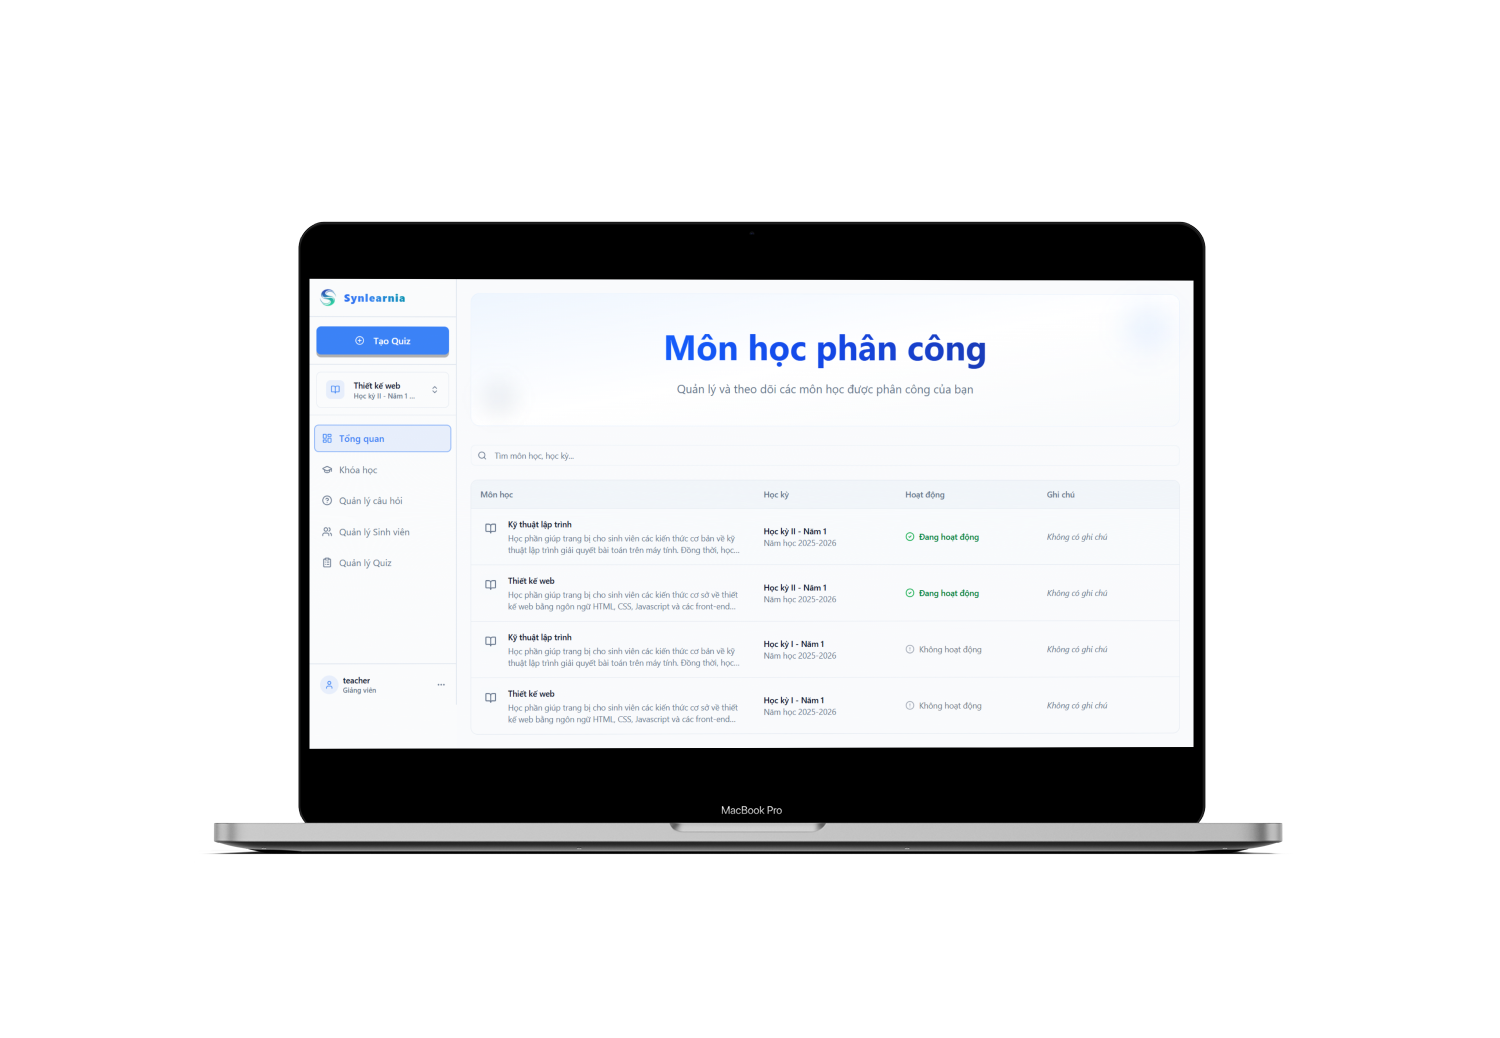 Synlearnia
Tạo Quiz
Thiết kế web
Học kỳ II - Năm 1 ...
Tổng quan
Khóa học
Quản lý câu hỏi
Quản lý Sinh viên
Quản lý Quiz
teacher
Giảng viên
Môn học phân công
Quản lý và theo dõi các môn học được phân công của bạn
Tìm môn học, học kỳ...
Môn học Học kỳ Hoạt động Ghi chú
Kỹ thuật lập trình
Học phần giúp trang bị cho sinh viên các kiến thức cơ bản về kỹ
thuật lập trình giải quyết bài toán trên máy tính. Đồng thời, học...
Học kỳ II - Năm 1
Năm học 2025-2026
Đang hoạt động
Không có ghi chú
Thiết kế web
Học phần giúp trang bị cho sinh viên các kiến thức cơ sở về thiết
kế web bằng ngôn ngữ HTML, CSS, Javascript và các front-end...
Học kỳ II - Năm 1
Năm học 2025-2026
Đang hoạt động
Không có ghi chú
Kỹ thuật lập trình
Học phần giúp trang bị cho sinh viên các kiến thức cơ bản về kỹ
thuật lập trình giải quyết bài toán trên máy tính. Đồng thời, học...
Học kỳ I - Năm 1
Năm học 2025-2026
Không hoạt động
Không có ghi chú
Thiết kế web
Học phần giúp trang bị cho sinh viên các kiến thức cơ sở về thiết
kế web bằng ngôn ngữ HTML, CSS, Javascript và các front-end...
Học kỳ I - Năm 1
Năm học 2025-2026
Không hoạt động
Không có ghi chú
MacBook Pro